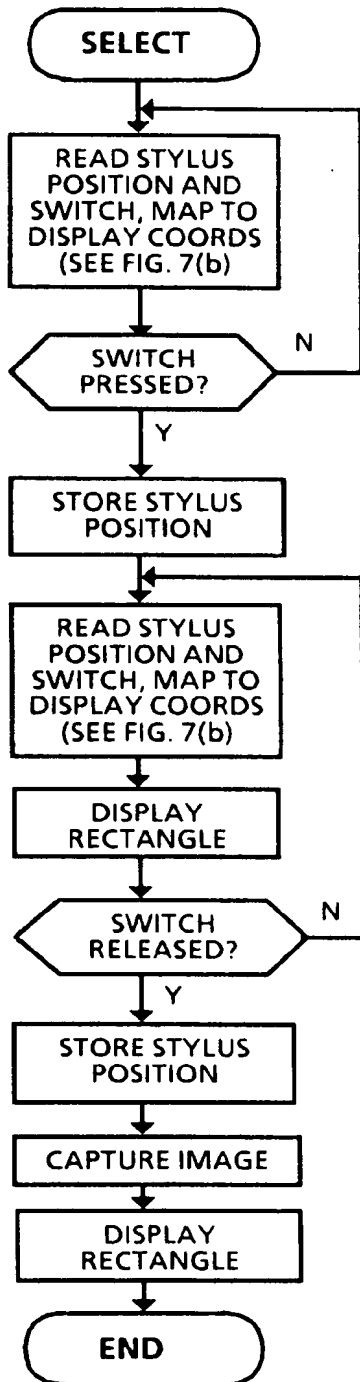 SELECT
READ STYLUS
POSITION AND
SWITCH, MAP TO
DISPLAY COORDS
(SEE FIG. 7(b)
SWITCH
PRESSED?
N
Y
STORE STYLUS
POSITION
READ STYLUS
POSITION AND
SWITCH, MAP TO
DISPLAY COORDS
(SEE FIG. 7(b)
DISPLAY
RECTANGLE
SWITCH
RELEASED?
N
Y
STORE STYLUS
POSITION
CAPTURE IMAGE
DISPLAY
RECTANGLE
END